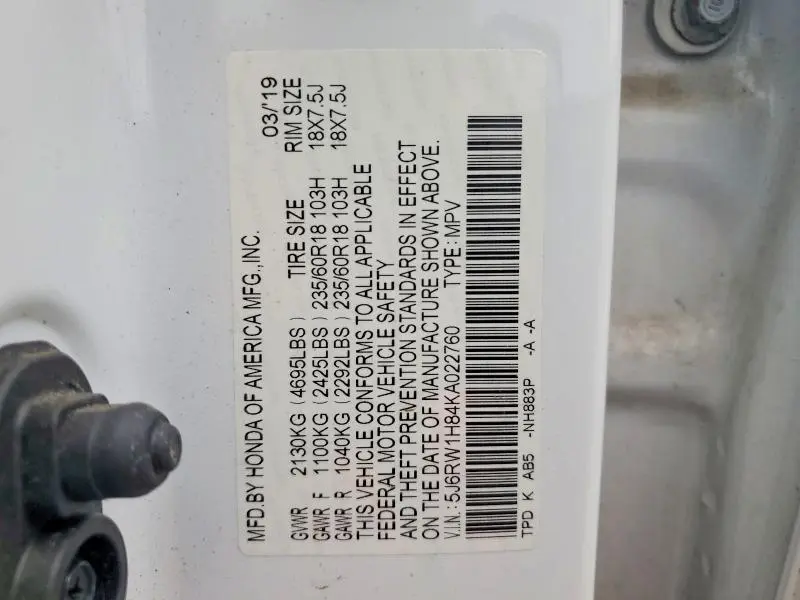 MFD.BY HONDA OF AMERICA MFG.,INC. 03/'19
TIRE SIZE RIM SIZE
GVWR 2130KG (4695LBS)
GAWR F 1100KG (2425LBS) 235/60R18 103H 18X7.5J
GAWR R 1040KG (2292LBS) 235/60R18 103H 18X7.5J
THIS VEHICLE CONFORMS TO ALL APPLICABLE
FEDERAL MOTOR VEHICLE SAFETY
AND THEFT PREVENTION STANDARDS IN EFFECT
ON THE DATE OF MANUFACTURE SHOWN ABOVE.
V.I.N.: 5J6RW1H84KA022760 TYPE: MPV
TPD K AB5 -NH883P -A -A